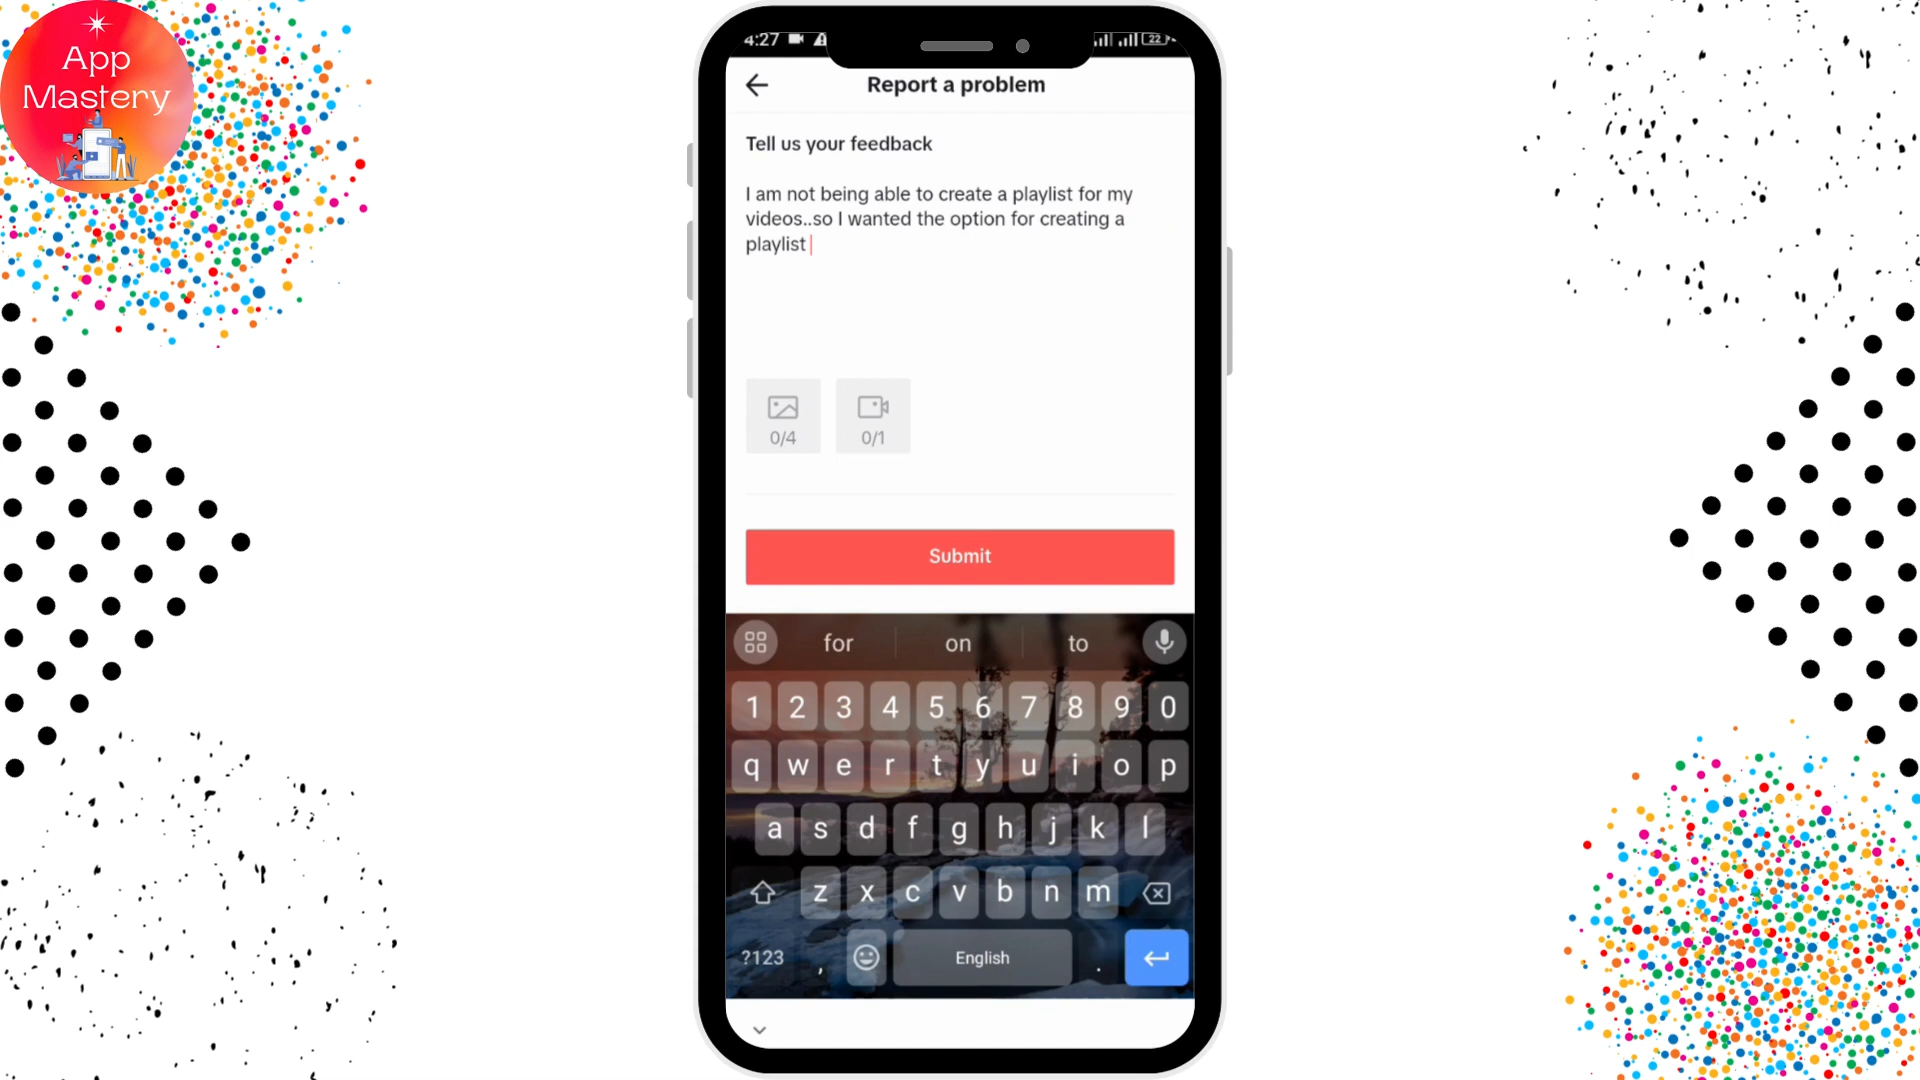 App
Mastery
4:27
22
Report a problem
Tell us your feedback
I am not being able to create a playlist for my
videos..so I wanted the option for creating a
playlist
0/4
0/1
Submit
for on to
1 2 3 4 5 6 7 8 9 0
q w e r t y u i o p
a s d f g h j k l
z x c v b n m
?123 , English .